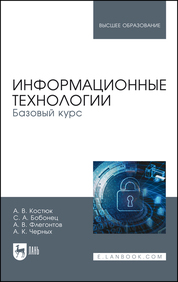 ВЫСШЕЕ ОБРАЗОВАНИЕ
ИНФОРМАЦИОННЫЕ
ТЕХНОЛОГИИ
Базовый курс
А. В. Костюк
С. А. Бобонец
А. В. Флегонтов
А. К. Черных
ЛАНЬ
E.LANBOOK.COM